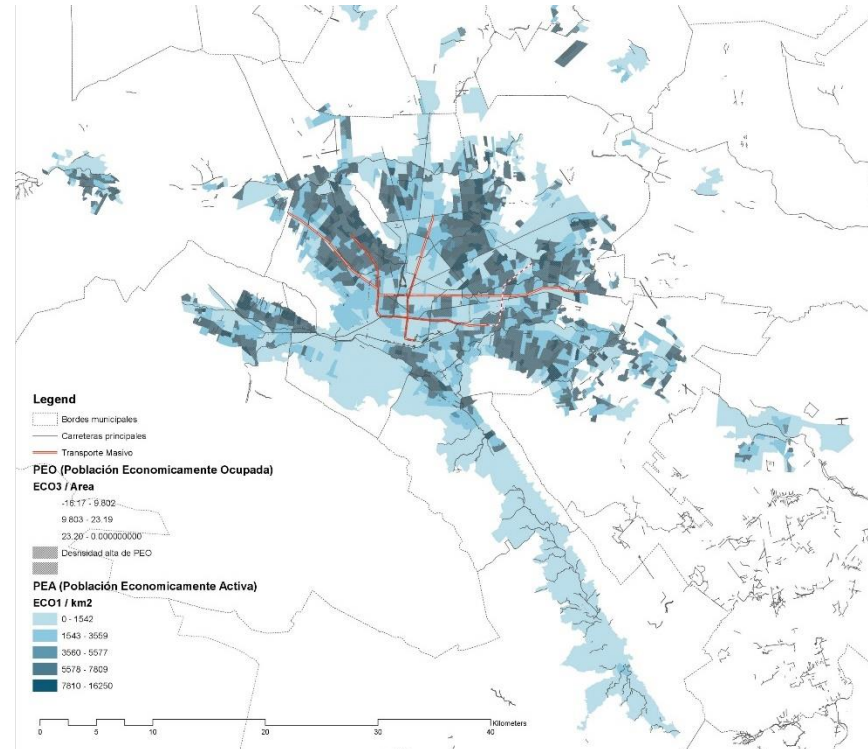 Legend
Bordes municipales
Carreteras principales
Transporte Masivo
PEO (Población Economicamente Ocupada)
ECO3 / Area
-16.17 - 9.802
9.803 - 23.19
23.20 - 0.000000000
Desnsidad alta de PEO
PEA (Población Economicamente Activa)
ECO1 / km2
0 - 1542
1543 - 3559
3560 - 5577
5578 - 7809
7810 - 16250
Kilometers
0 5 10 20 30 40